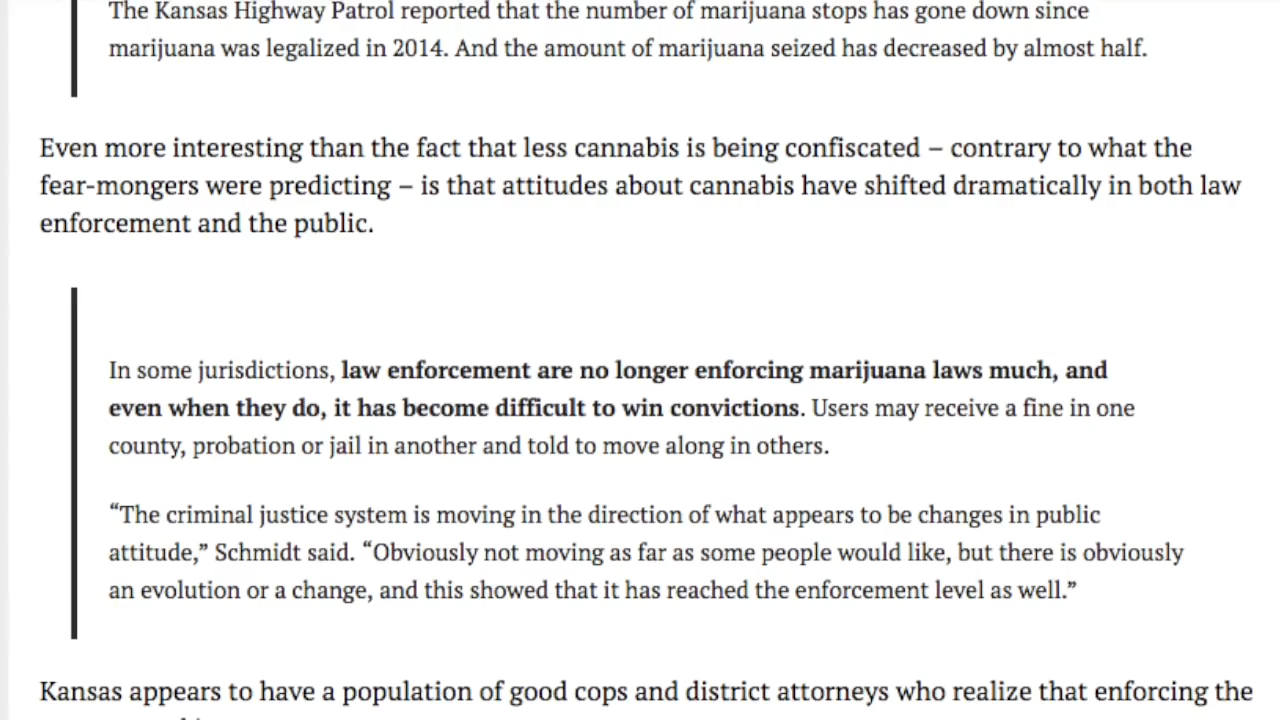 The Kansas Highway Patrol reported that the number of marijuana stops has gone down since
marijuana was legalized in 2014. And the amount of marijuana seized has decreased by almost half.
Even more interesting than the fact that less cannabis is being confiscated – contrary to what the
fear-mongers were predicting – is that attitudes about cannabis have shifted dramatically in both law
enforcement and the public.
In some jurisdictions, law enforcement are no longer enforcing marijuana laws much, and
even when they do, it has become difficult to win convictions. Users may receive a fine in one
county, probation or jail in another and told to move along in others.
“The criminal justice system is moving in the direction of what appears to be changes in public
attitude,” Schmidt said. “Obviously not moving as far as some people would like, but there is obviously
an evolution or a change, and this showed that it has reached the enforcement level as well.”
Kansas appears to have a population of good cops and district attorneys who realize that enforcing the